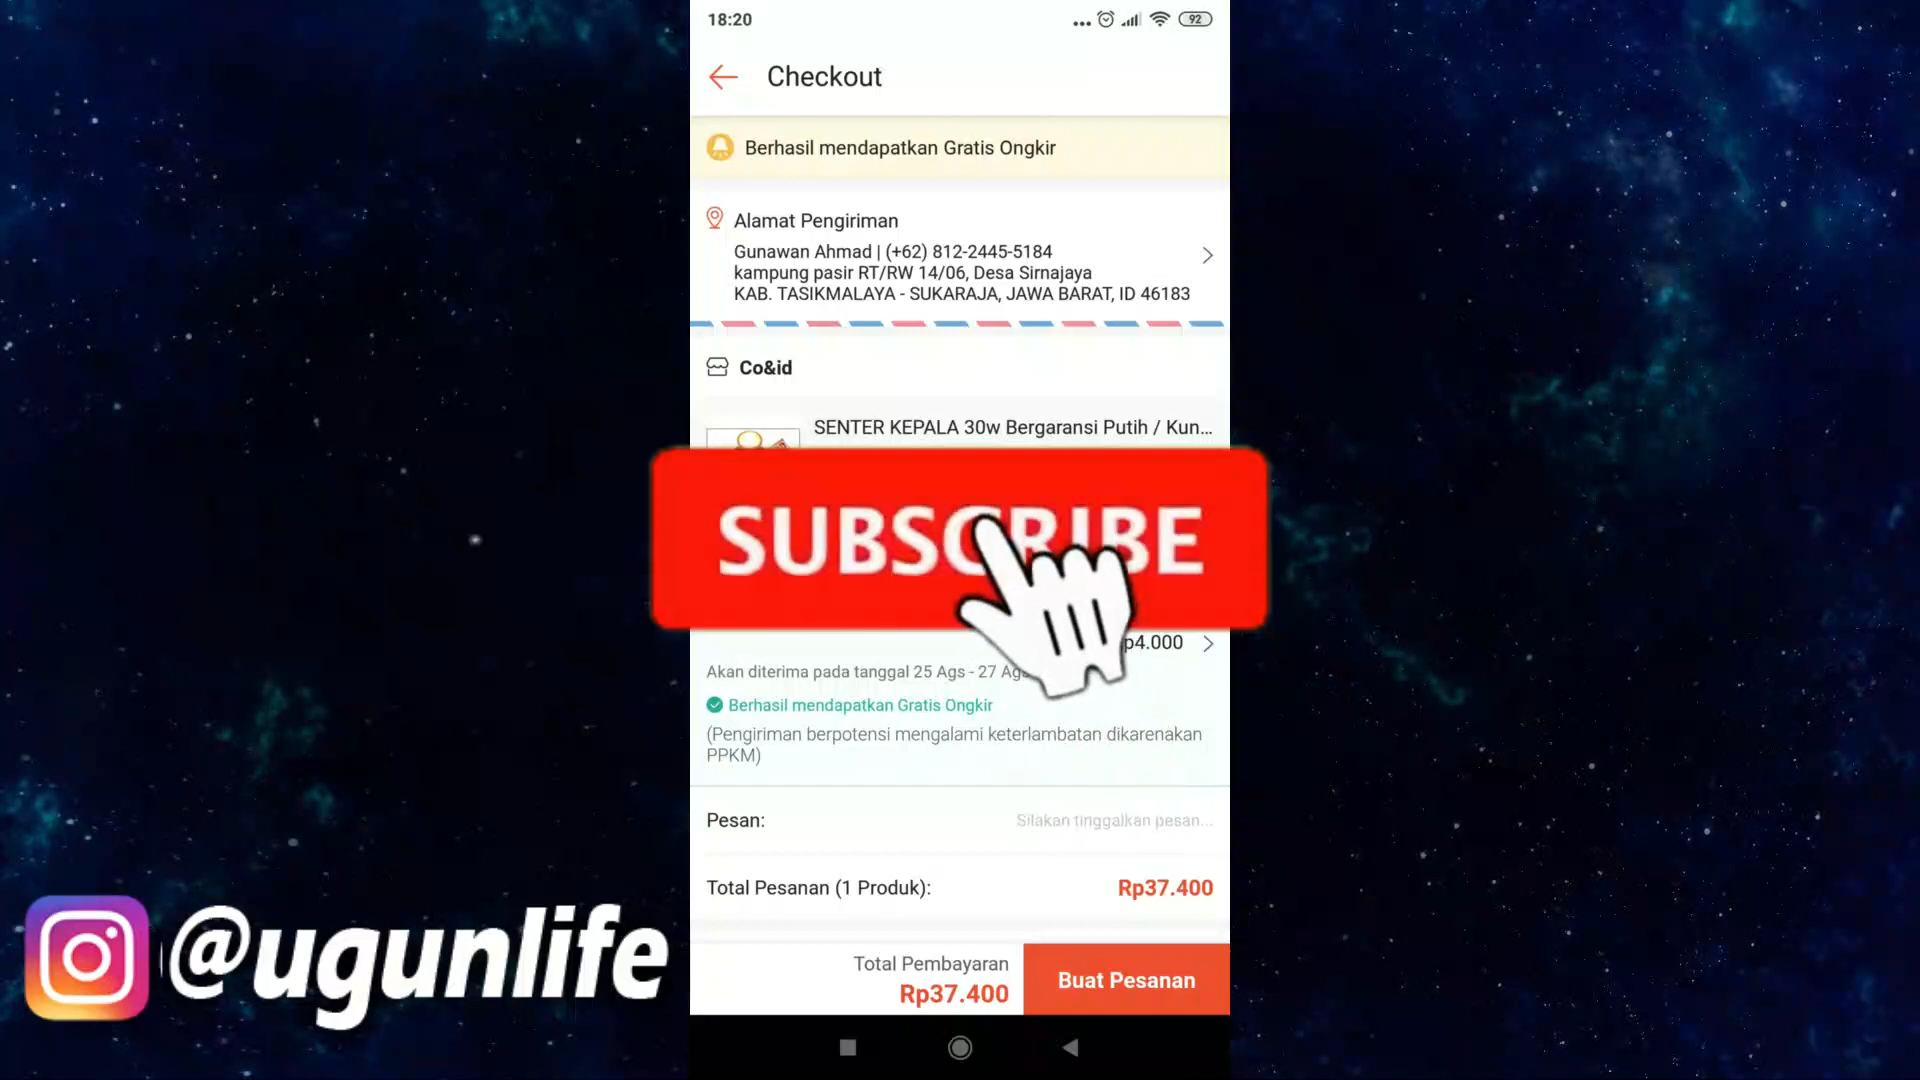 18:20
92
Checkout
Berhasil mendapatkan Gratis Ongkir
Alamat Pengiriman
Gunawan Ahmad | (+62) 812-2445-5184
kampung pasir RT/RW 14/06, Desa Sirnajaya
KAB. TASIKMALAYA - SUKARAJA, JAWA BARAT, ID 46183
Co&id
SENTER KEPALA 30w Bergaransi Putih / Kun...
SUBSCRIBE
p4.000
Akan diterima pada tanggal 25 Ags - 27 Ags
Berhasil mendapatkan Gratis Ongkir
(Pengiriman berpotensi mengalami keterlambatan dikarenakan
PPKM)
Pesan:
Silakan tinggalkan pesan...
Total Pesanan (1 Produk):
Rp37.400
Total Pembayaran
Rp37.400
Buat Pesanan
@ugunlife